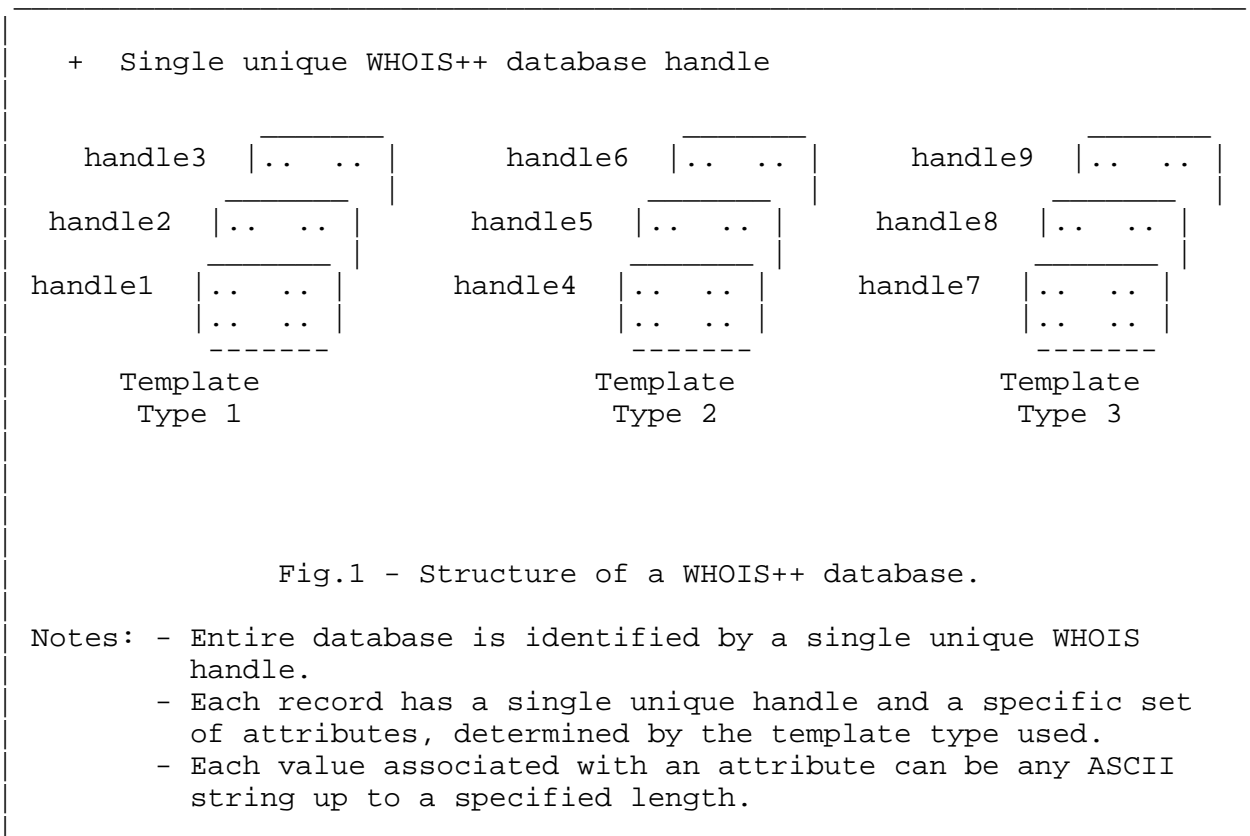 + Single unique WHOIS++ database handle
handle3 |.. .. | handle6 |.. .. | handle9 |.. .. |
handle2 |.. .. | handle5 |.. .. | handle8 |.. .. |
handle1 |.. .. | handle4 |.. .. | handle7 |.. .. |
|.. .. | |.. .. | |.. .. |
------- ------- -------
Template Template Template
Type 1 Type 2 Type 3
Fig.1 - Structure of a WHOIS++ database.
Notes: - Entire database is identified by a single unique WHOIS
handle.
- Each record has a single unique handle and a specific set
of attributes, determined by the template type used.
- Each value associated with an attribute can be any ASCII
string up to a specified length.